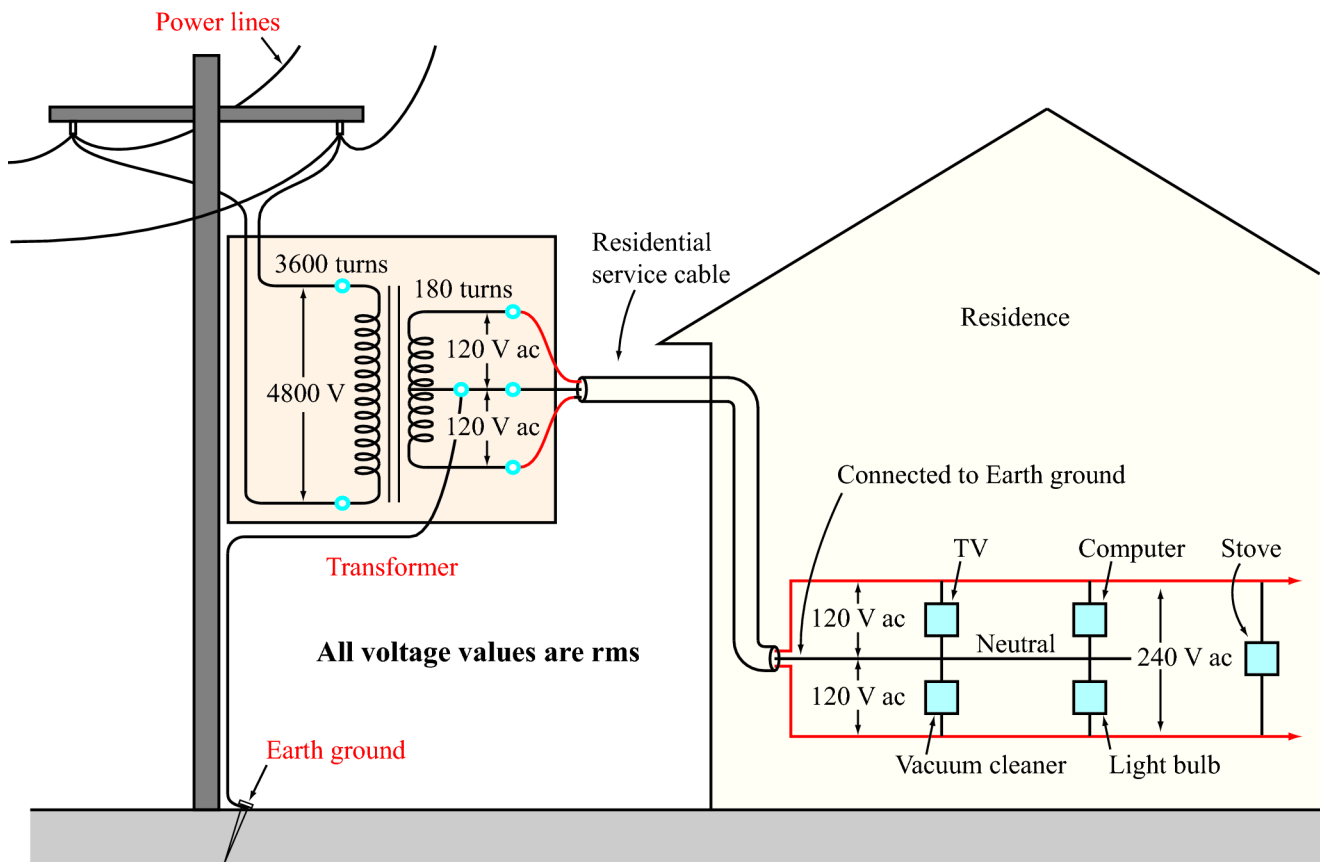 Power lines
3600 turns
180 turns
120 V ac
4800 V
120 V ac
Residential
service cable
Residence
Transformer
Connected to Earth ground
TV
Computer
Stove
120 V ac
Neutral
240 V ac
120 V ac
All voltage values are rms
Vacuum cleaner
Light bulb
Earth ground